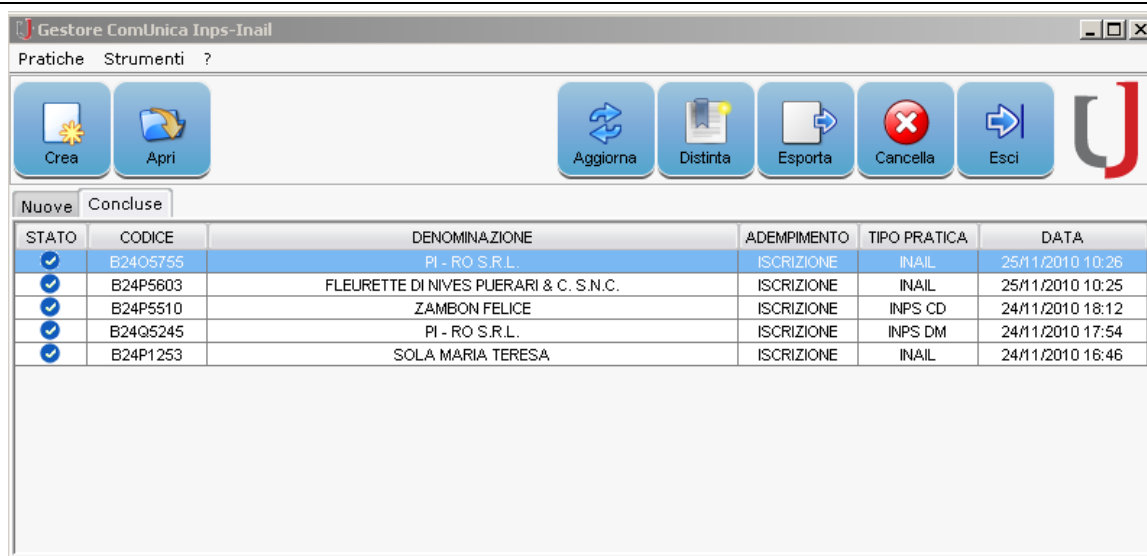 Gestore ComUnica Inps-Inail
Pratiche Strumenti ?
Crea Apri Aggiorna Distinta Esporta Cancella Esci
Nuove Concluse
STATO CODICE DENOMINAZIONE ADEMPIMENTO TIPO PRATICA DATA
B24O5755 PI - RO S.R.L. ISCRIZIONE INAIL 25/11/2010 10:26
B24P5603 FLEURETTE DI NIVES PUERARI & C. S.N.C. ISCRIZIONE INAIL 25/11/2010 10:25
B24P5510 ZAMBON FELICE ISCRIZIONE INPS CD 24/11/2010 18:12
B24Q5245 PI - RO S.R.L. ISCRIZIONE INPS DM 24/11/2010 17:54
B24P1253 SOLA MARIA TERESA ISCRIZIONE INAIL 24/11/2010 16:46